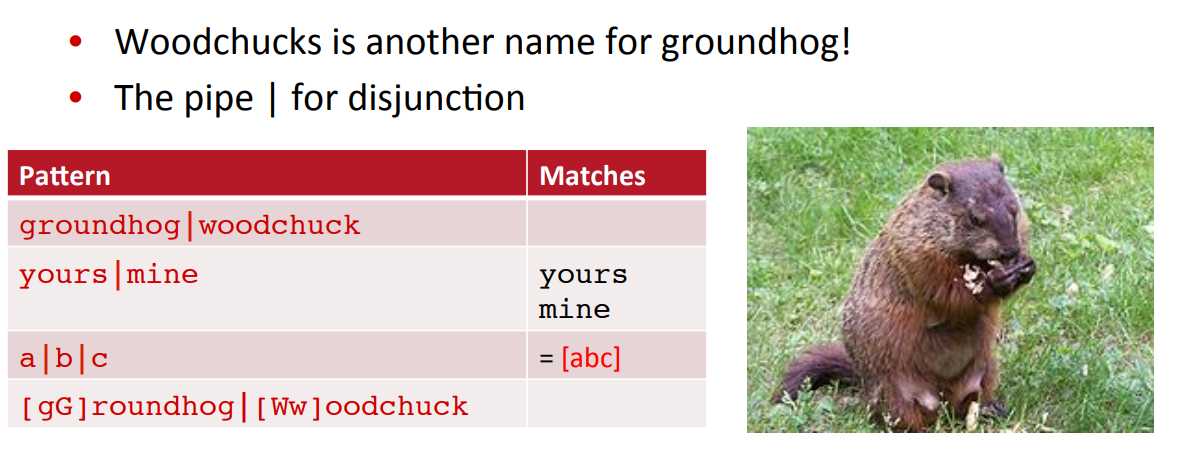 • Woodchucks is another name for groundhog!
• The pipe | for disjunction
Pattern Matches
groundhog|woodchuck
yours|mine yours
mine
a|b|c = [abc]
[gG]roundhog|[Ww]oodchuck